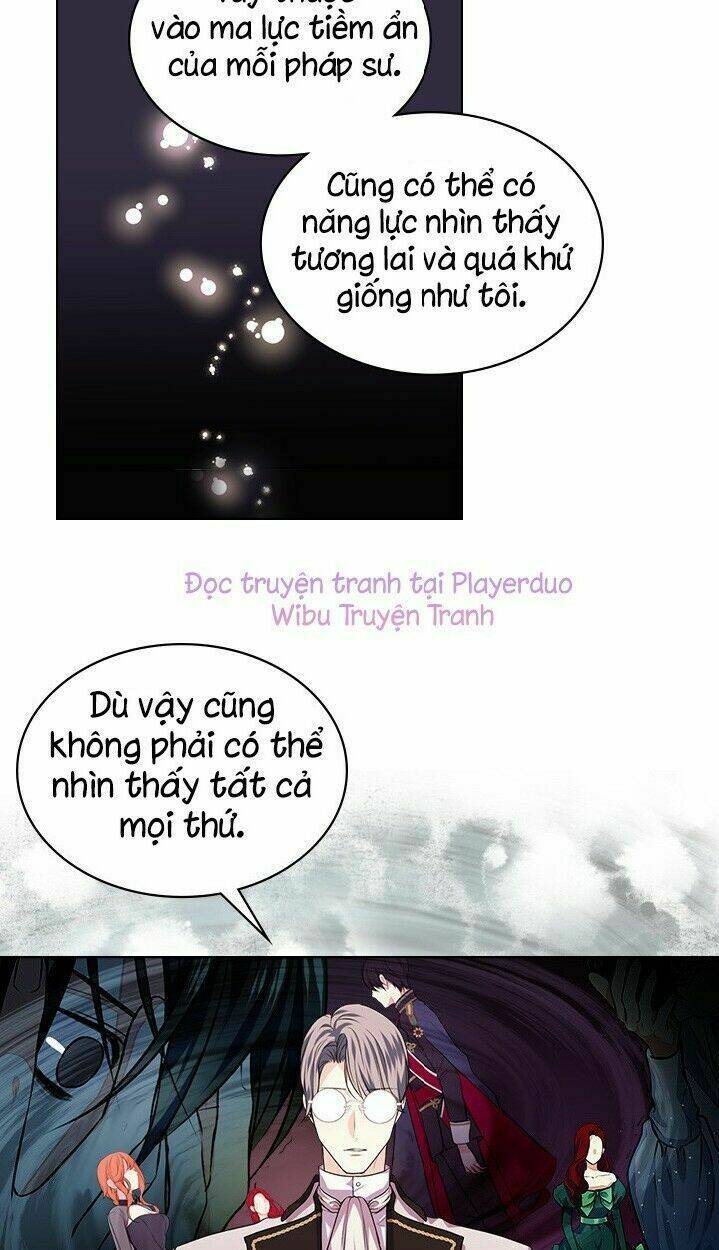 vào ma lực tiềm ẩn
của mỗi pháp sư.
Cũng có thể có
năng lực nhìn thấy
tương lai và quá khứ
giống như tôi.
Đọc truyện tranh tại Playerduo
Wibu Truyện Tranh
Dù vậy cũng
không phải có thể
nhìn thấy tất cả
mọi thứ.